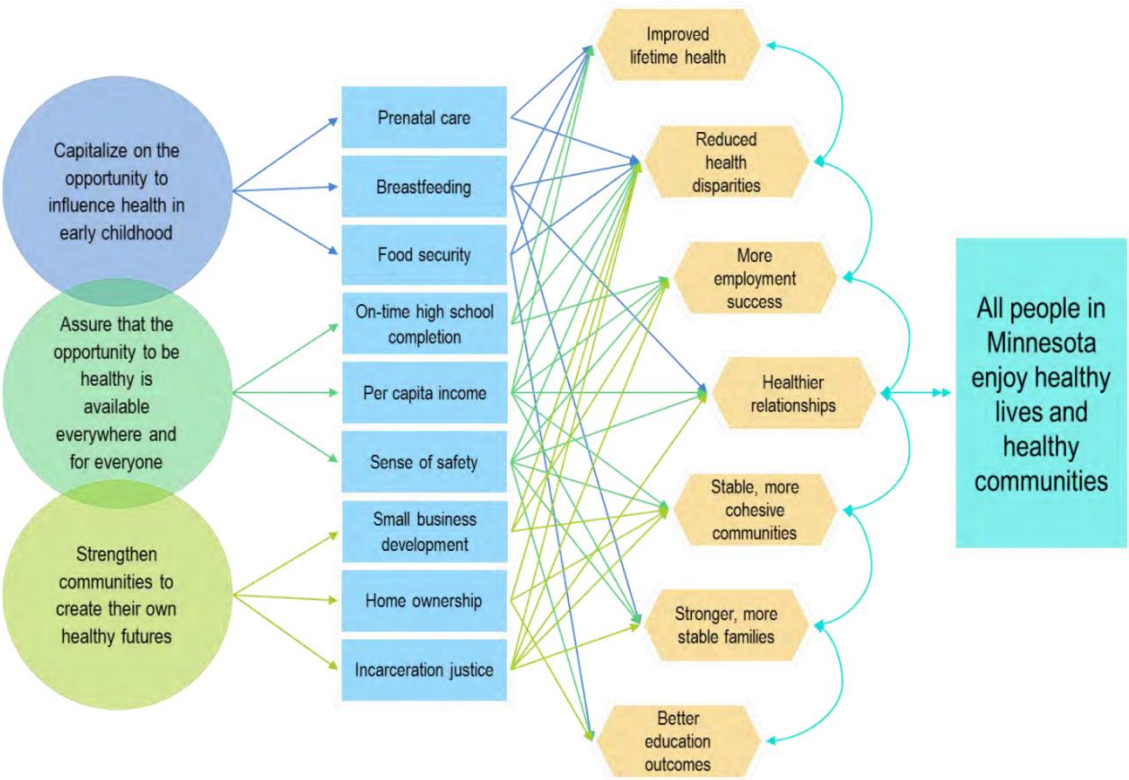 Capitalize on the
opportunity to
influence health in
early childhood
Assure that the
opportunity to be
healthy is
available
everywhere and
for everyone
Strengthen
communities to
create their own
healthy futures
Prenatal care
Breastfeeding
Food security
On-time high school
completion
Per capita income
Sense of safety
Small business
development
Home ownership
Incarceration justice
Improved
lifetime health
Reduced
health
disparities
More
employment
success
Healthier
relationships
Stable, more
cohesive
communities
Stronger, more
stable families
Better
education
outcomes
All people in
Minnesota
enjoy healthy
lives and
healthy
communities